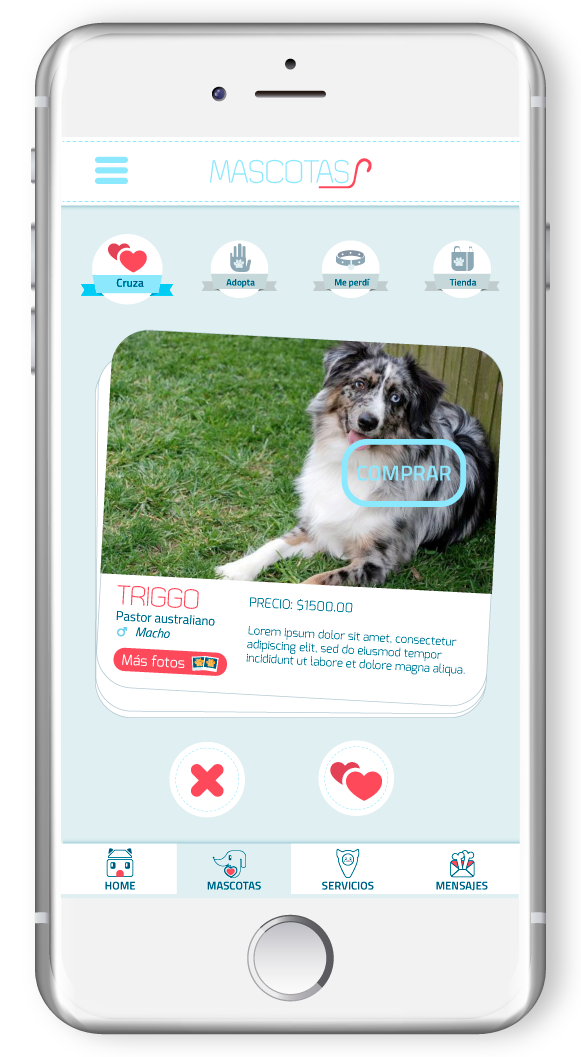 MASCOTAS
Cruza
Adopta
Me perdí
Tienda
COMPRAR
TRIGGO
Pastor australiano
Macho
Más fotos
PRECIO: $1500.00
Lorem ipsum dolor sit amet, consectetur
adipiscing elit, sed do eiusmod tempor
incididunt ut labore et dolore magna aliqua.
HOME
MASCOTAS
SERVICIOS
MENSAJES